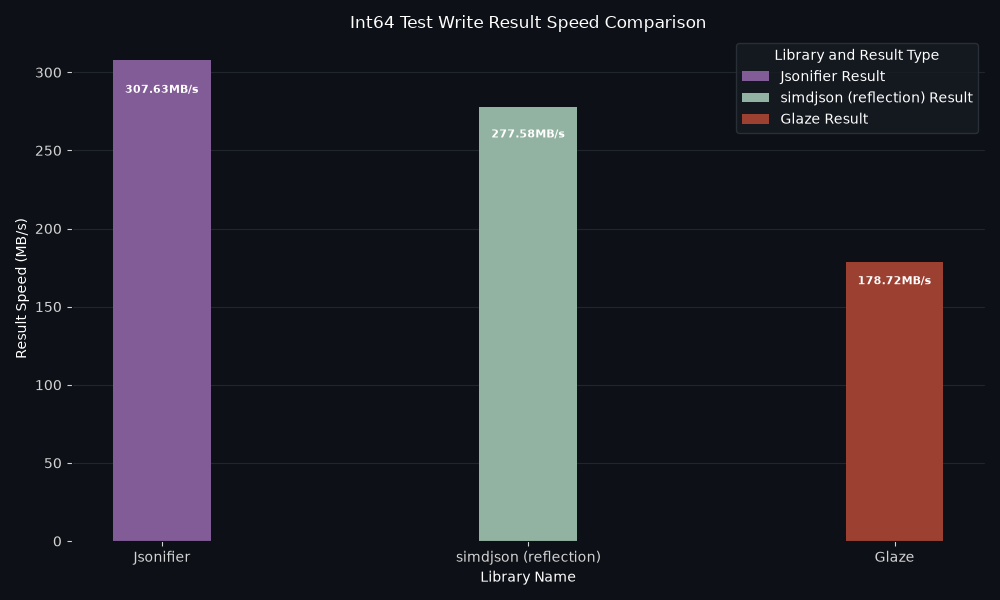 Int64 Test Write Result Speed Comparison
Library and Result Type
Jsonifier Result
simdjson (reflection) Result
Glaze Result
Result Speed (MB/s)
300
250
200
150
100
50
0
307.63MB/s
277.58MB/s
178.72MB/s
Jsonifier
simdjson (reflection)
Glaze
Library Name